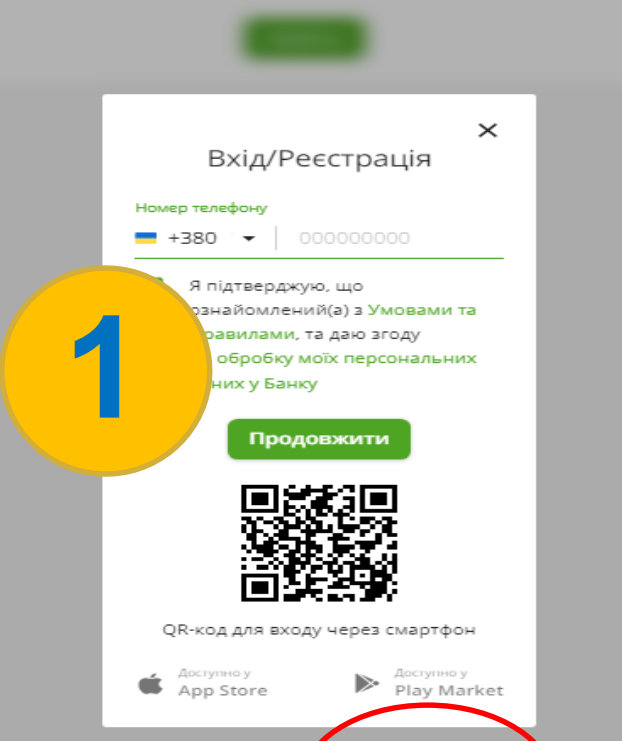 Вхід/Реєстрація
Номер телефону
+380 000000000
Я підтверджую, що
ознайомлений(а) з Умовами та
равилами, та даю згоду
обробку моїх персональних
них у Банку
1
Продовжити
QR-код для входу через смартфон
Доступно у
App Store
Доступно у
Play Market